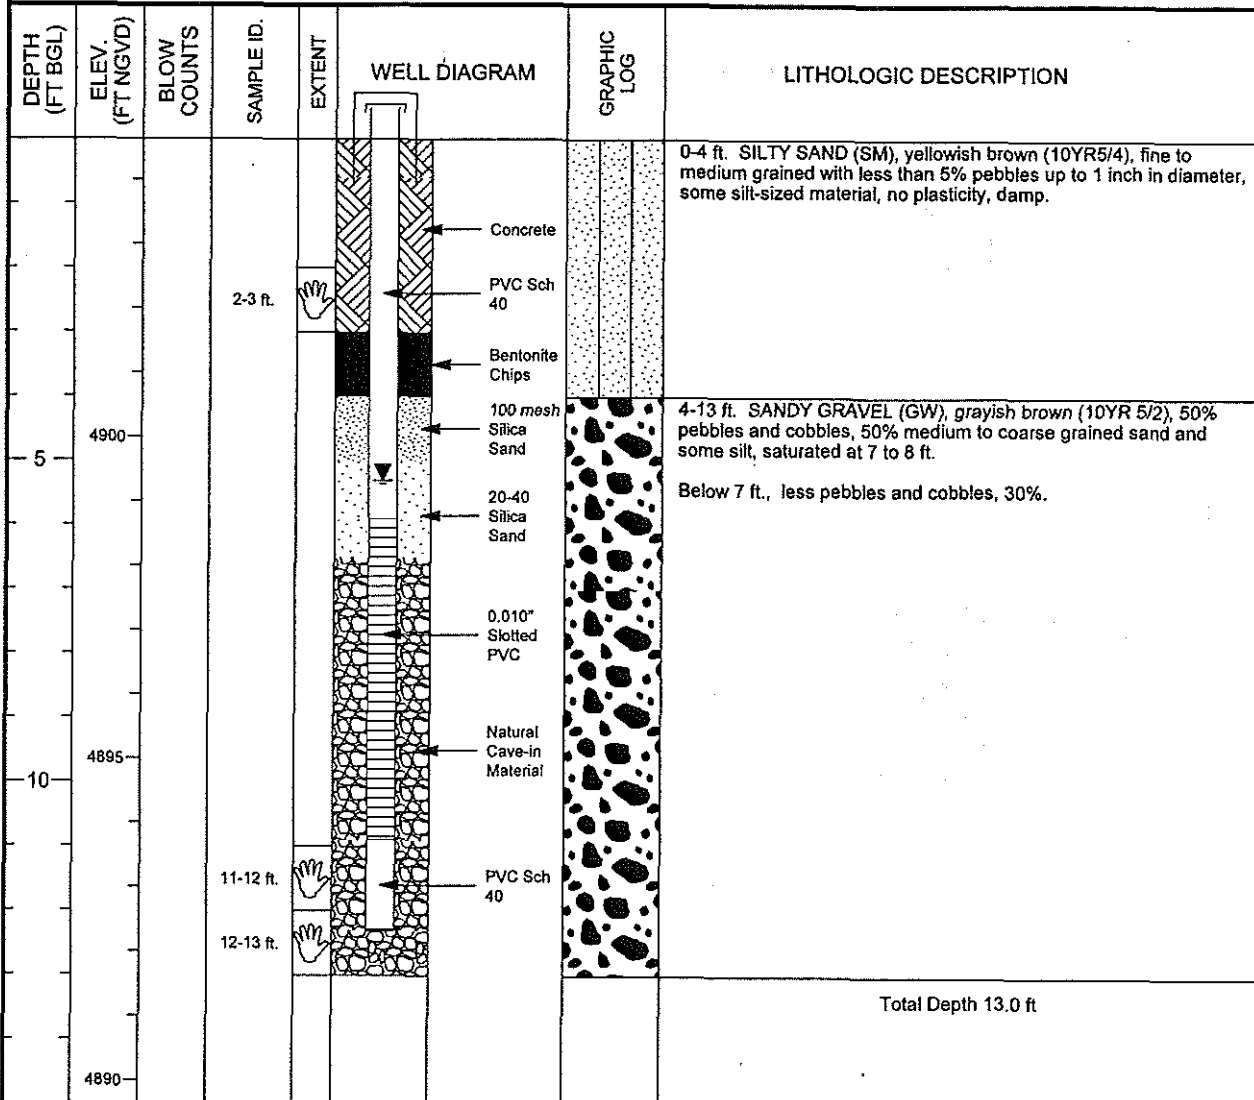 DEPTH
(FT BGL)
ELEV.
(FT NGVD)
BLOW
COUNTS
SAMPLE ID.
EXTENT
WELL DIAGRAM
GRAPHIC
LOG
LITHOLOGIC DESCRIPTION
0-4 ft. SILTY SAND (SM), yellowish brown (10YR5/4), fine to
medium grained with less than 5% pebbles up to 1 inch in diameter,
some silt-sized material, no plasticity, damp.
Concrete
2-3 ft.
PVC Sch
40
Bentonite
Chips
100 mesh
Silica
Sand
4-13 ft. SANDY GRAVEL (GW), grayish brown (10YR 5/2), 50%
pebbles and cobbles, 50% medium to coarse grained sand and
some silt, saturated at 7 to 8 ft.
4900
5
Below 7 ft., less pebbles and cobbles, 30%.
20-40
Silica
Sand
0.010"
Slotted
PVC
Natural
Cave-in
Material
4895
10
11-12 ft.
PVC Sch
40
12-13 ft.
Total Depth 13.0 ft
4890